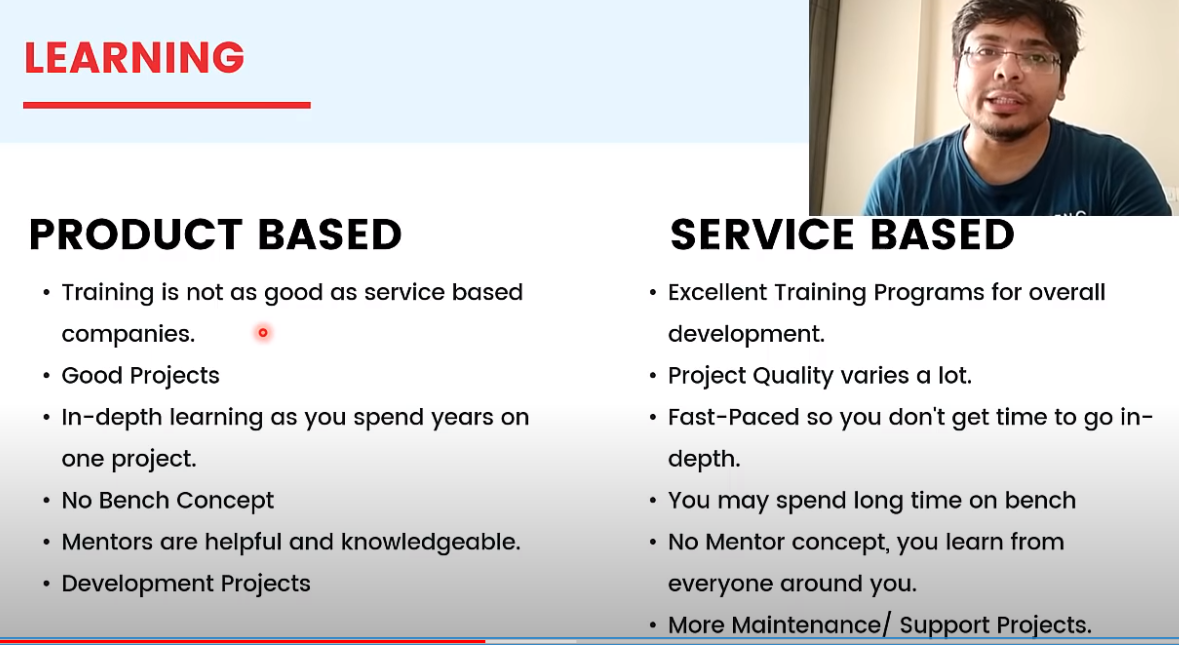 LEARNING
PRODUCT BASED
• Training is not as good as service based
companies.
• Good Projects
• In-depth learning as you spend years on
one project.
• No Bench Concept
• Mentors are helpful and knowledgeable.
• Development Projects
SERVICE BASED
• Excellent Training Programs for overall
development.
• Project Quality varies a lot.
• Fast-Paced so you don't get time to go in-
depth.
• You may spend long time on bench
• No Mentor concept, you learn from
everyone around you.
• More Maintenance/ Support Projects.